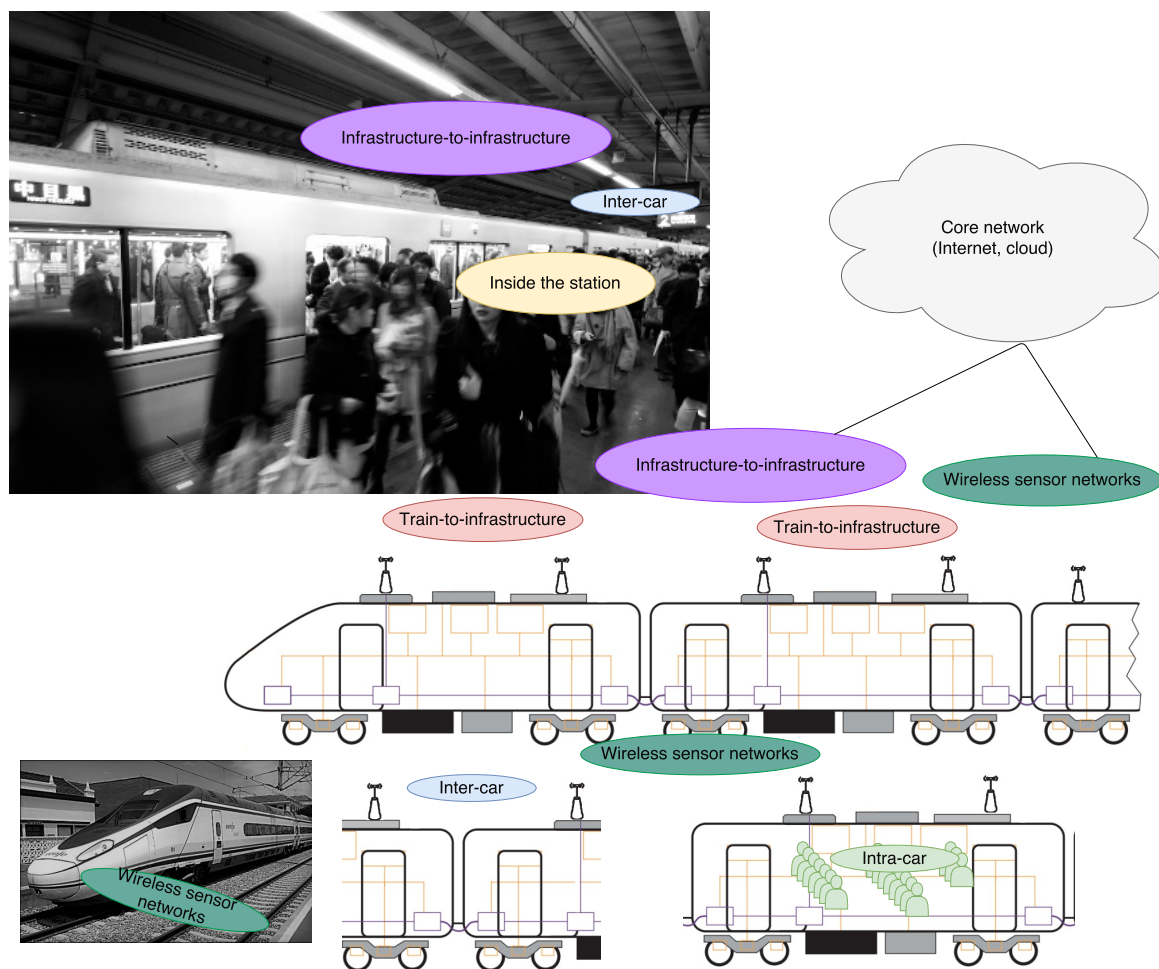 Infrastructure-to-infrastructure
Inter-car
中目黒
Inside the station
2
Core network
(Internet, cloud)
Infrastructure-to-infrastructure
Wireless sensor networks
Train-to-infrastructure
Train-to-infrastructure
Wireless sensor networks
Inter-car
Intra-car
Wireless sensor
networks